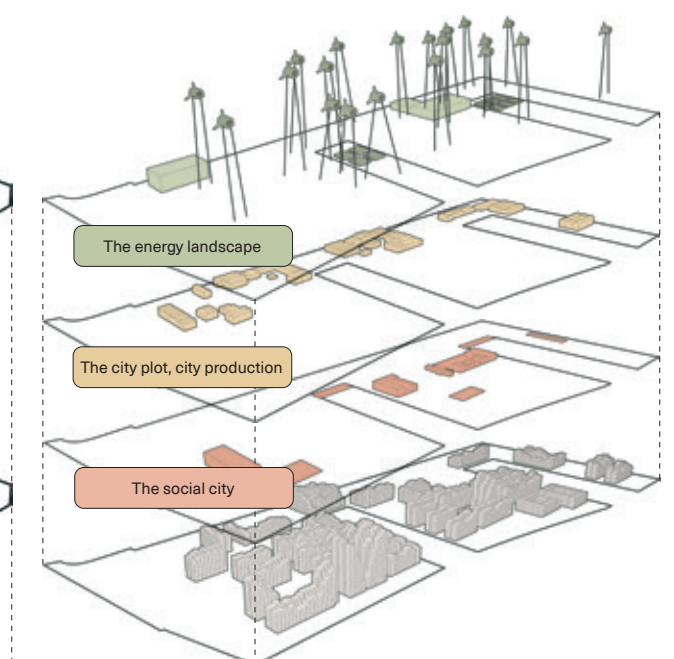 The energy landscape
The city plot, city production
The social city